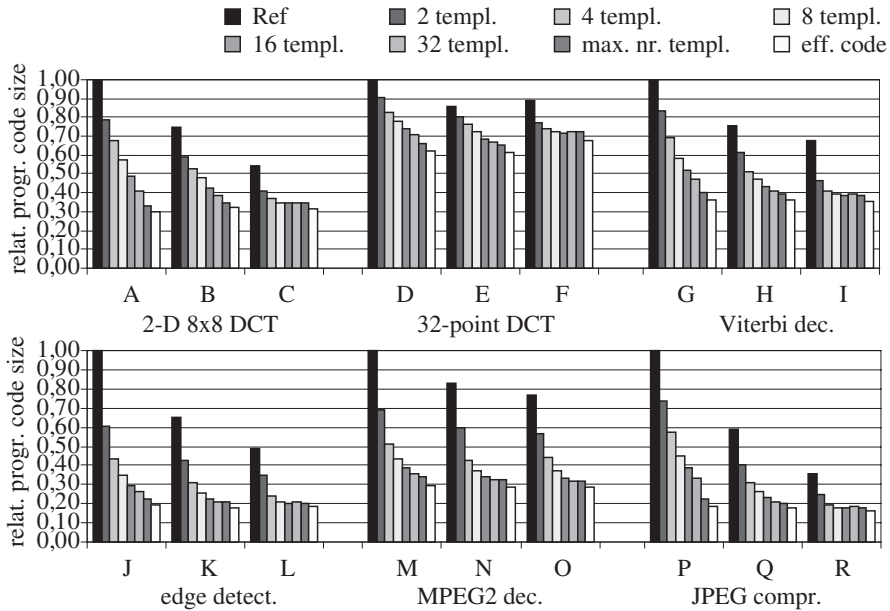 Ref 2 templ. 4 templ. 8 templ.
16 templ. 32 templ. max. nr. templ. eff. code
relat. progr. code size
1,00
0,90
0,80
0,70
0,60
0,50
0,40
0,30
0,20
0,10
0,00
A B C D E F G H I
2-D 8x8 DCT 32-point DCT Viterbi dec.
relat. progr. code size
1,00
0,90
0,80
0,70
0,60
0,50
0,40
0,30
0,20
0,10
0,00
J K L M N O P Q R
edge detect. MPEG2 dec. JPEG compr.